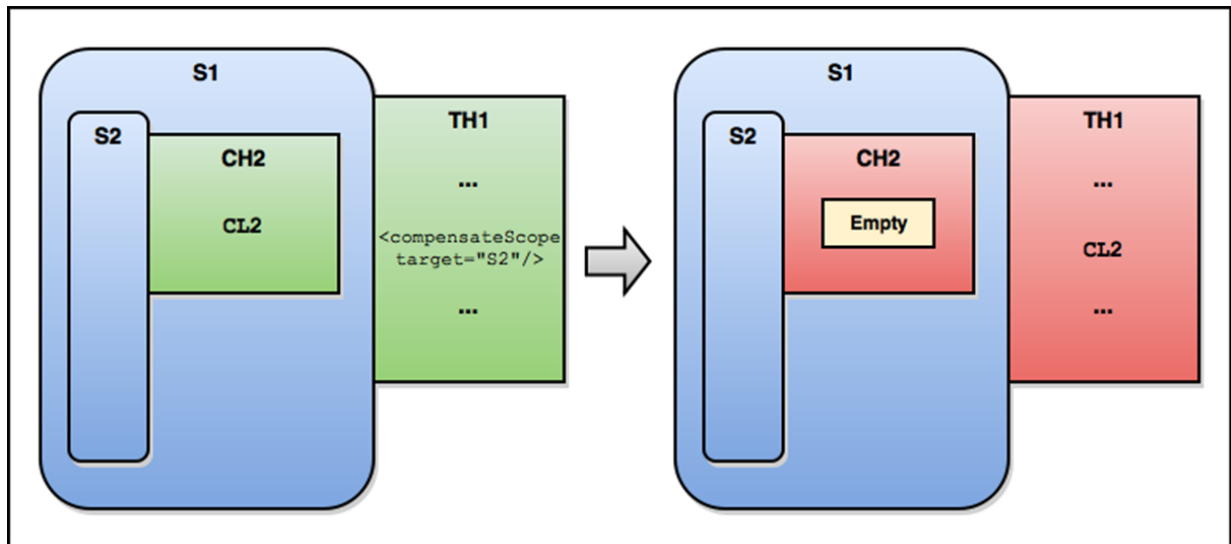 S1
S2
CH2
CL2
TH1
...
<compensateScope
target="S2"/>
...
S1
S2
CH2
Empty
TH1
...
CL2
...